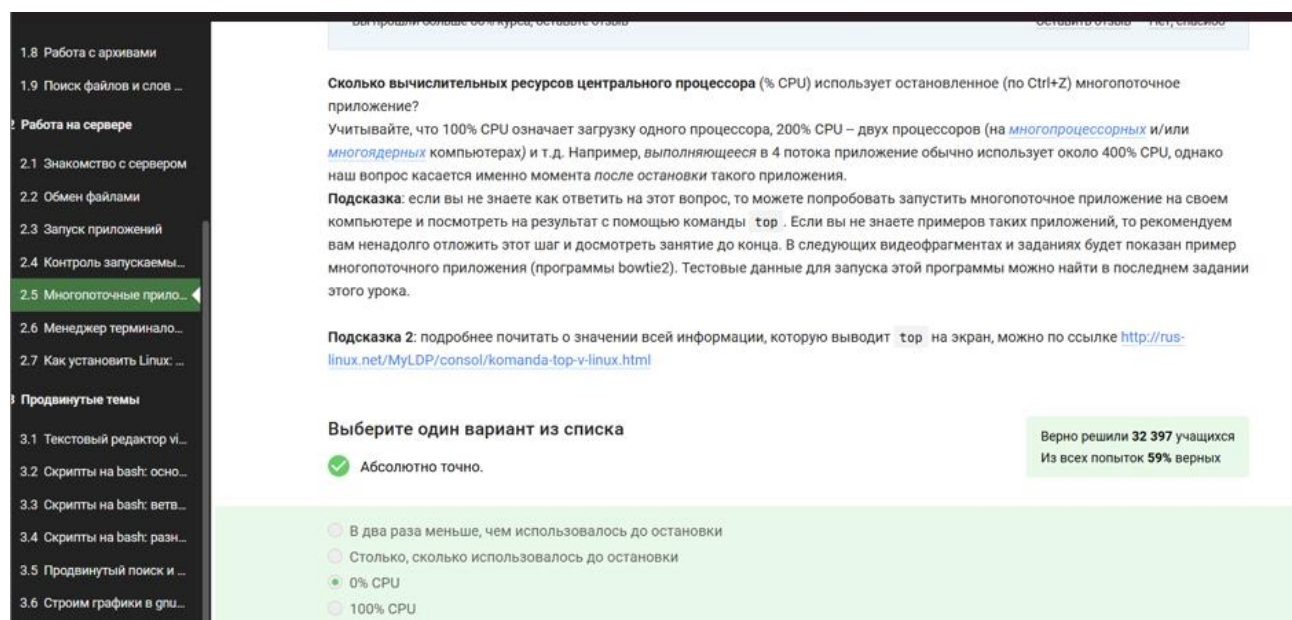 Вы прошли больше 80% курса, оставьте отзыв
Оставить отзыв Нет, спасибо
1.8 Работа с архивами
1.9 Поиск файлов и слов ...
2 Работа на сервере
2.1 Знакомство с сервером
2.2 Обмен файлами
2.3 Запуск приложений
2.4 Контроль запускаемы...
2.5 Многопоточные прило...
2.6 Менеджер терминало...
2.7 Как установить Linux: ...
3 Продвинутые темы
3.1 Текстовый редактор vi...
3.2 Скрипты на bash: осно...
3.3 Скрипты на bash: ветв...
3.4 Скрипты на bash: разн...
3.5 Продвинутый поиск и ...
3.6 Строим графики в gnu...
Сколько вычислительных ресурсов центрального процессора (% CPU) использует остановленное (по Ctrl+Z) многопоточное
приложение?
Учитывайте, что 100% CPU означает загрузку одного процессора, 200% CPU – двух процессоров (на многопроцессорных и/или
многоядерных компьютерах) и т.д. Например, выполняющееся в 4 потока приложение обычно использует около 400% CPU, однако
наш вопрос касается именно момента после остановки такого приложения.
Подсказка: если вы не знаете как ответить на этот вопрос, то можете попробовать запустить многопоточное приложение на своем
компьютере и посмотреть на результат с помощью команды top . Если вы не знаете примеров таких приложений, то рекомендуем
вам ненадолго отложить этот шаг и досмотреть занятие до конца. В следующих видеофрагментах и заданиях будет показан пример
многопоточного приложения (программы bowtie2). Тестовые данные для запуска этой программы можно найти в последнем задании
этого урока.
Подсказка 2: подробнее почитать о значении всей информации, которую выводит top на экран, можно по ссылке http://rus-
linux.net/MyLDP/consol/komanda-top-v-linux.html
Выберите один вариант из списка
Абсолютно точно.
Верно решили 32 397 учащихся
Из всех попыток 59% верных
В два раза меньше, чем использовалось до остановки
Столько, сколько использовалось до остановки
0% CPU
100% CPU